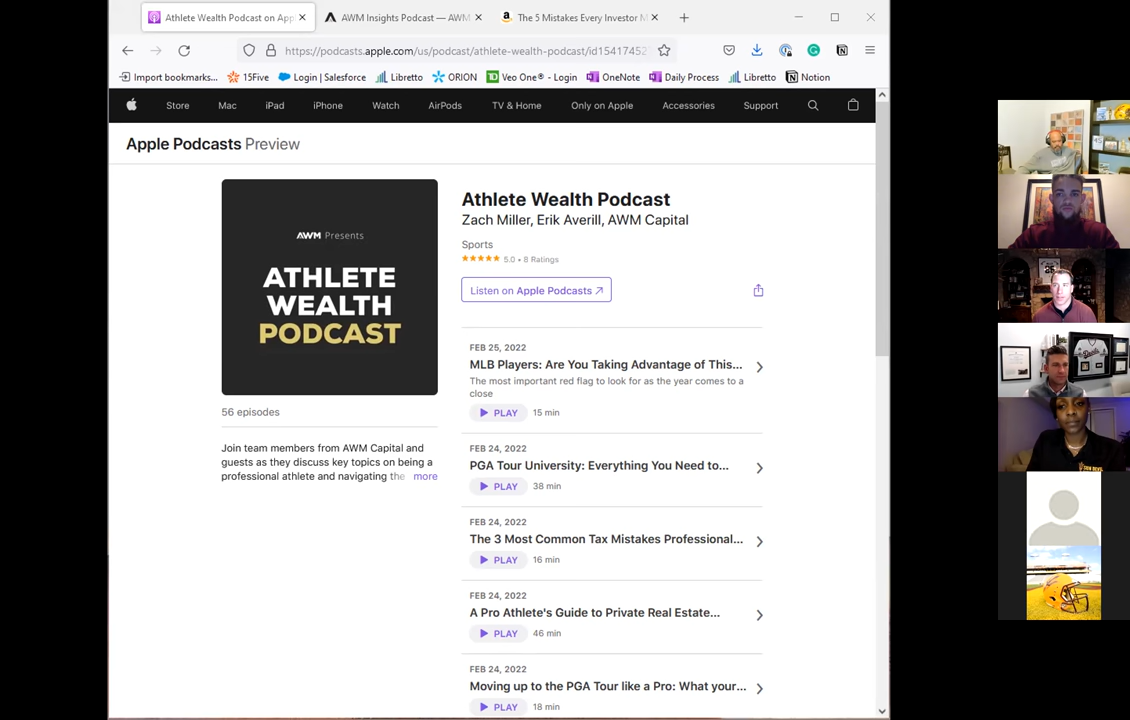 Athlete Wealth Podcast on App
AWM Insights Podcast — AWM
The 5 Mistakes Every Investor M
https://podcasts.apple.com/us/podcast/athlete-wealth-podcast/id15417452
Import bookmarks...
15Five
Login | Salesforce
Libretto
ORION
Veo One® - Login
OneNote
Daily Process
Libretto
Notion
Store
Mac
iPad
iPhone
Watch
AirPods
TV & Home
Only on Apple
Accessories
Support
Apple Podcasts Preview
AWM Presents
ATHLETE
WEALTH
PODCAST
56 episodes
Join team members from AWM Capital and
guests as they discuss key topics on being a
professional athlete and navigating the more
Athlete Wealth Podcast
Zach Miller, Erik Averill, AWM Capital
Sports
★★★★★ 5.0 • 8 Ratings
Listen on Apple Podcasts ↗
FEB 25, 2022
MLB Players: Are You Taking Advantage of This...
The most important red flag to look for as the year comes to a
close
PLAY 15 min
FEB 24, 2022
PGA Tour University: Everything You Need to...
PLAY 38 min
FEB 24, 2022
The 3 Most Common Tax Mistakes Professional...
PLAY 16 min
FEB 24, 2022
A Pro Athlete's Guide to Private Real Estate...
PLAY 46 min
FEB 24, 2022
Moving up to the PGA Tour like a Pro: What your...
PLAY 18 min